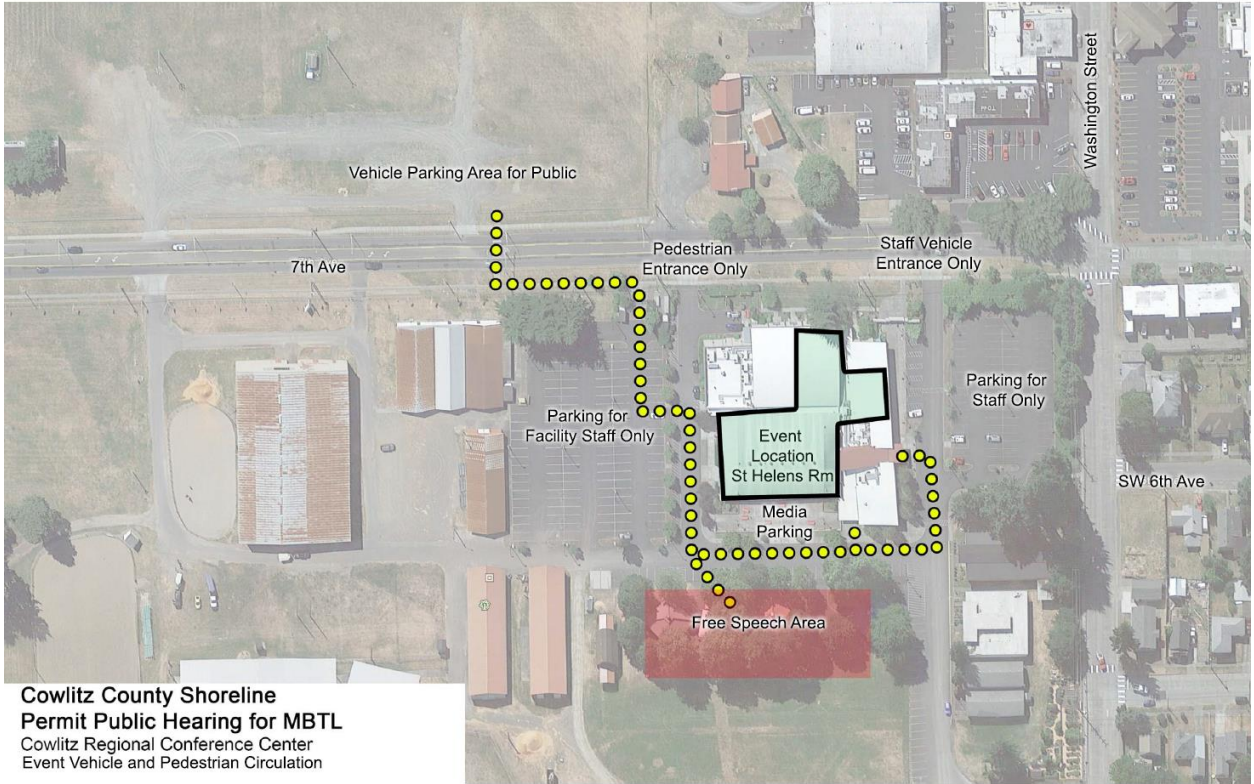 Washington Street
Vehicle Parking Area for Public
7th Ave
Pedestrian
Entrance Only
Staff Vehicle
Entrance Only
Parking for
Facility Staff Only
Event
Location
St Helens Rm
Parking for
Staff Only
SW 6th Ave
Media
Parking
Free Speech Area
Cowlitz County Shoreline
Permit Public Hearing for MBTL
Cowlitz Regional Conference Center
Event Vehicle and Pedestrian Circulation